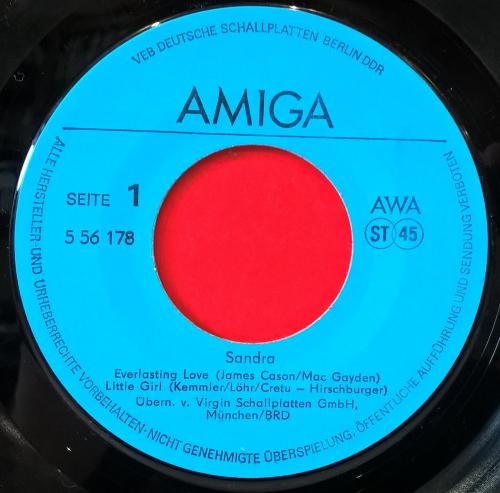 VEB DEUTSCHE SCHALLPLATTEN BERLIN DDR
AMIGA
SEITE 1
5 56 178
AWA
ST 45
Sandra
Everlasting Love (James Cason/Mac Gayden)
Little Girl (Kemmler/Löhr/Cretu – Hirschburger)
Übern. v. Virgin Schallplatten GmbH,
München/BRD
ALLE HERSTELLER-UND URHEBERRECHTE VORBEHALTEN-NICHT GENEHMIGTE ÜBERSPIELUNG, ÖFFENTLICHE AUFFÜHRUNG UND SENDUNG VERBOTEN